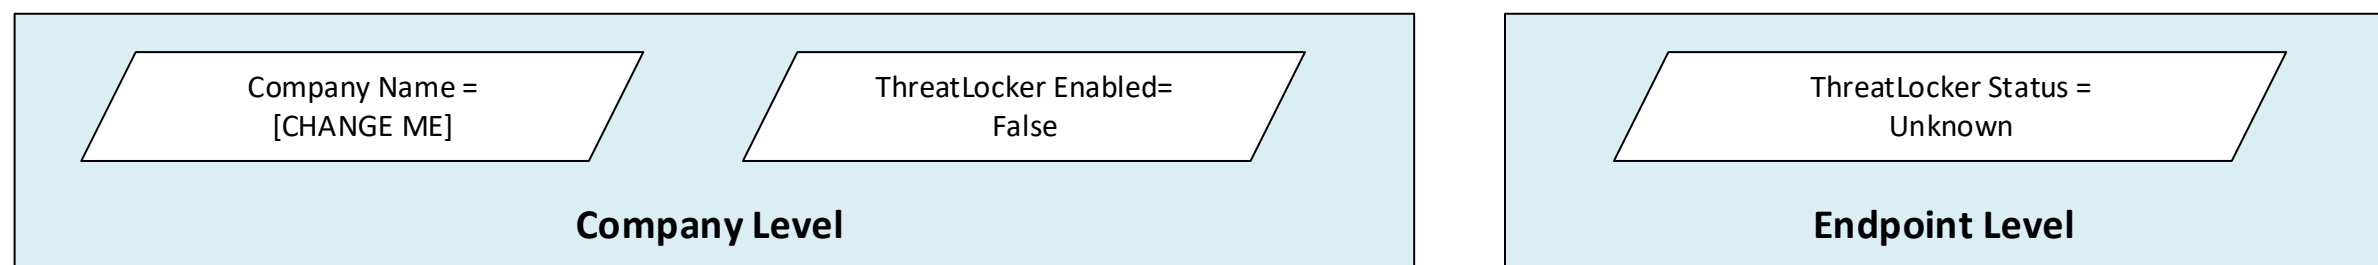 Company Name =
[CHANGE ME]
ThreatLocker Enabled=
False
Company Level
ThreatLocker Status =
Unknown
Endpoint Level